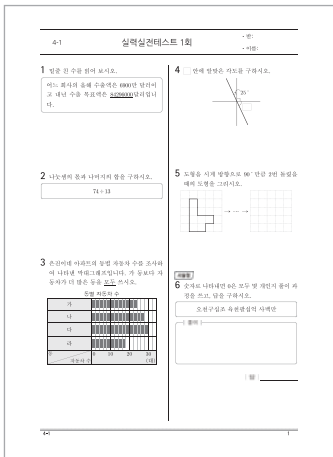 4-1
실력실전테스트 1회
· 반:
· 이름:
1 밑줄 친 수를 읽어 보시오.
어느 회사의 올해 수출액은 6900만 달러이
고 내년 수출 목표액은 84296000달러입니
다.
2 나눗셈의 몫과 나머지의 합을 구하시오.
74÷13
3 은진이네 아파트의 동별 자동차 수를 조사하
여 나타낸 막대그래프입니다. 가 동보다 자
동차가 더 많은 동을 모두 쓰시오.
동별 자동차 수
가
나
다
라
동
자동차 수
0 10 20 30
(대)
4 □ 안에 알맞은 각도를 구하시오.
25°
5 도형을 시계 방향으로 90°만큼 2번 돌렸을
때의 도형을 그리시오.
서술형
6 숫자로 나타내면 0은 모두 몇 개인지 풀이 과
정을 쓰고, 답을 구하시오.
오천구십조 육천팔십억 사백만
풀이
답
4-1
1